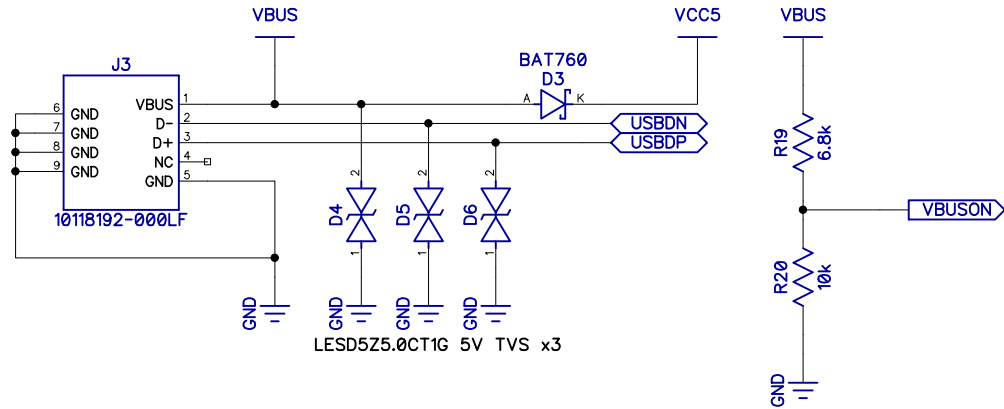 VBUS
VCC5
VBUS
J3
BAT760
D3
VBUS 1
A
K
6 GND
D- 2
USBDN
7 GND
D+ 3
USBDP
8 GND
NC 4
9 GND
GND 5
R19
6.8k
10118192-000LF
2
2
2
D4
D5
D6
1
1
1
VBUSON
R20
10k
GND
GND
GND
GND
LESD5Z5.0CT1G 5V TVS x3
GND